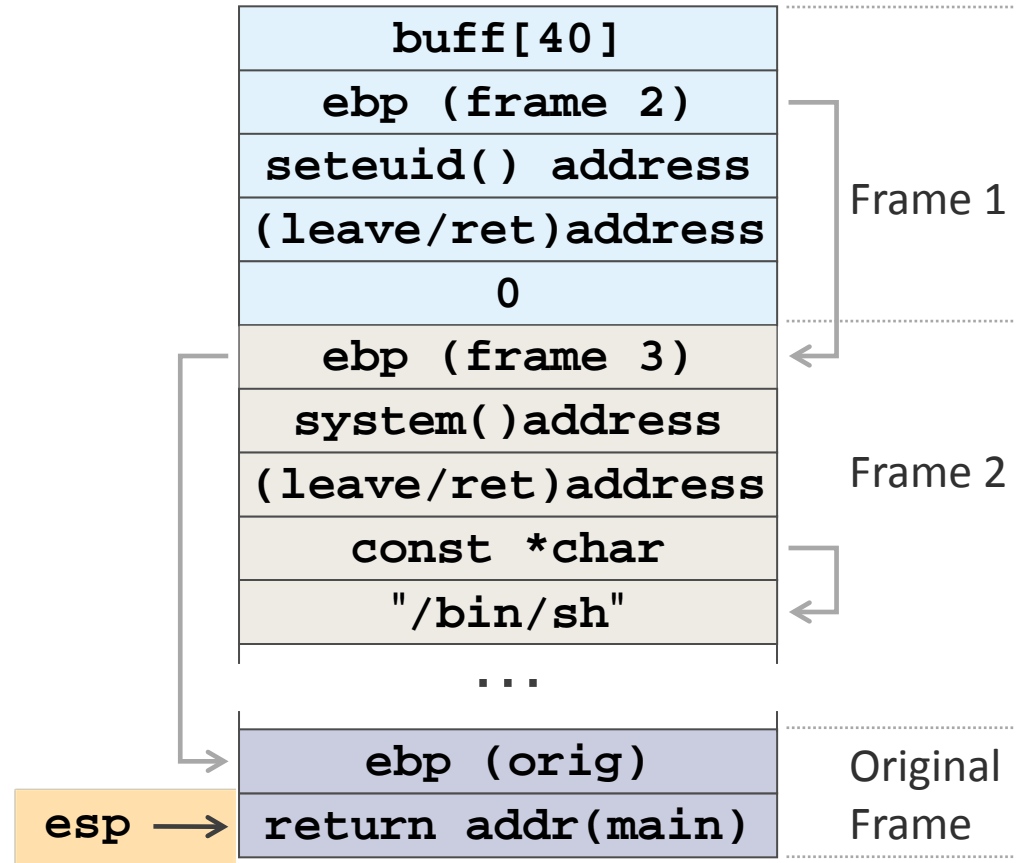 buff[40]
ebp (frame 2)
seteuid() address
(leave/ret)address
0
Frame 1
ebp (frame 3)
system()address
(leave/ret)address
const *char
"/bin/sh"
Frame 2
...
ebp (orig)
return addr(main)
Original
Frame
esp